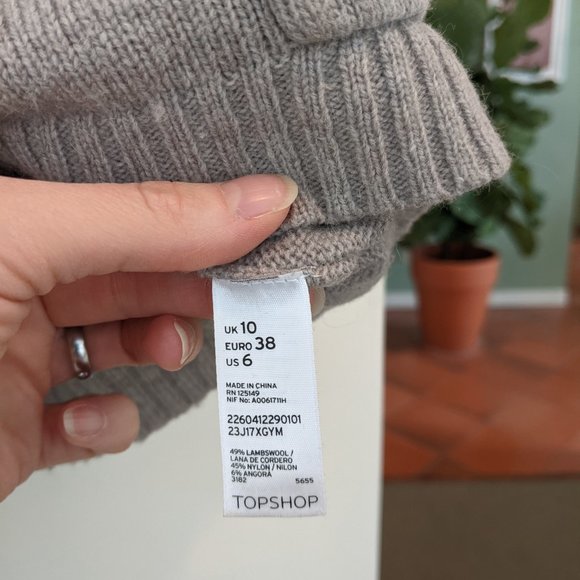 UK 10
EURO 38
US 6
MADE IN CHINA
RN 125149
NIF No: A0061711H
2260412290101
23J17XGYM
49% LAMBSWOOL /
LANA DE CORDERO
45% NYLON / NILON
6% ANGORA
3182 5655
TOPSHOP